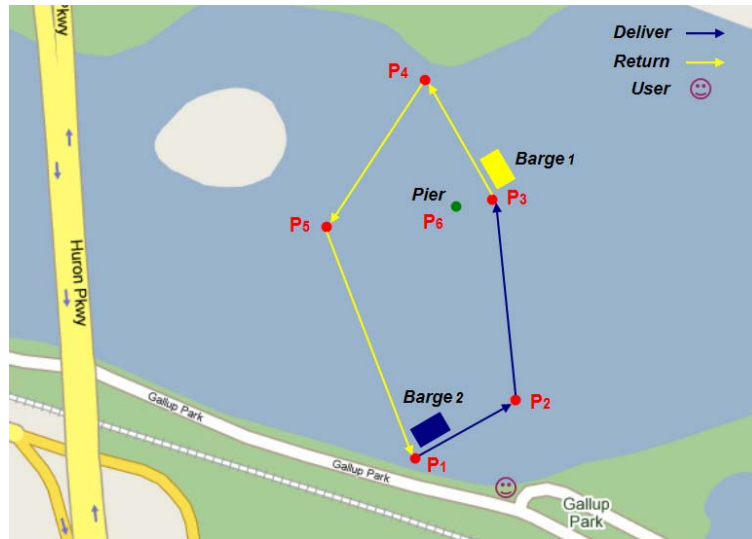 Pkwy
Deliver
Return
User
P4
Barge 1
P3
Pier
P6
P5
Huron Pkwy
Barge 2
P2
Gallup Park
P1
Gallup Park
Gallup
Park